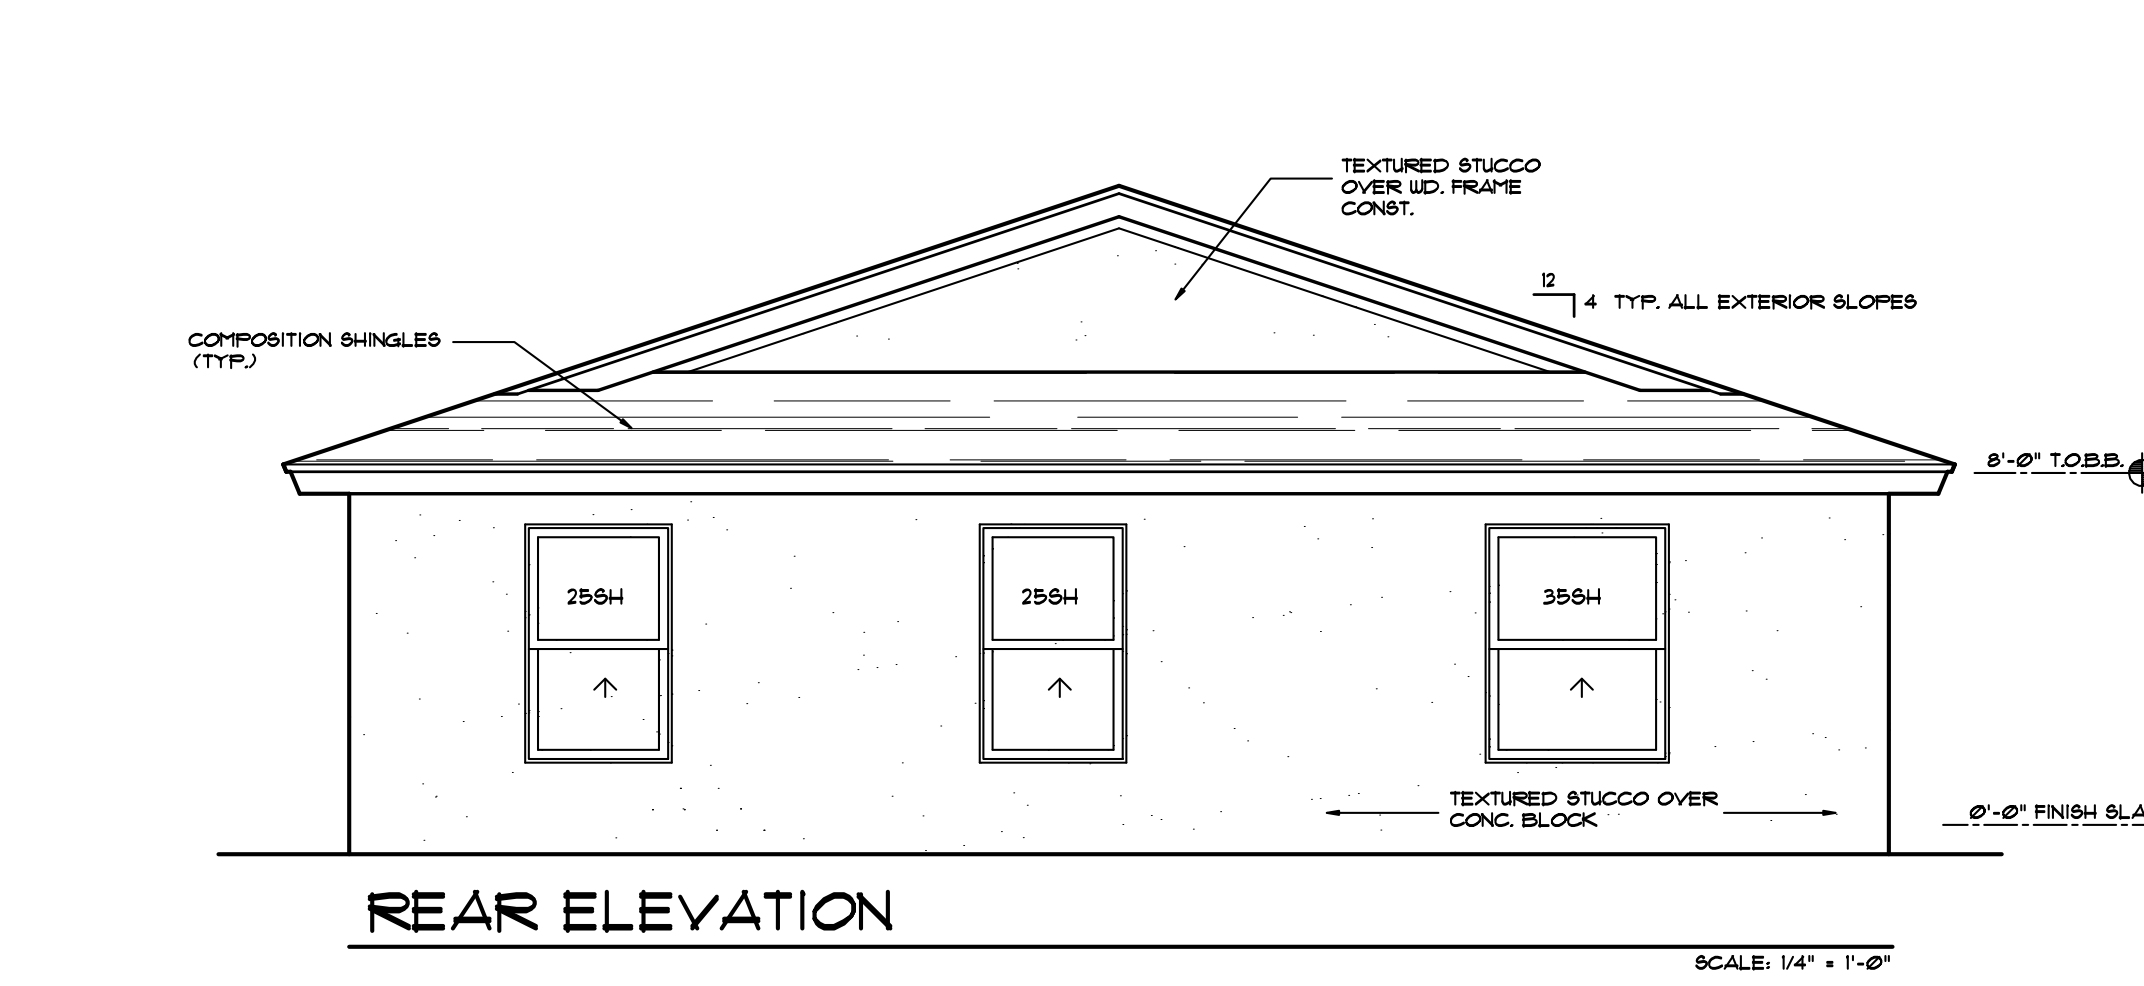 TEXTURED STUCCO
OVER WD. FRAME
CONST.
12
4 TYP. ALL EXTERIOR SLOPES
COMPOSITION SHINGLES
(TYP.)
8'-0" T.O.B.B.
25SH
25SH
35SH
TEXTURED STUCCO OVER
CONC. BLOCK
0'-0" FINISH SLA
REAR ELEVATION
SCALE: 1/4" = 1'-0"